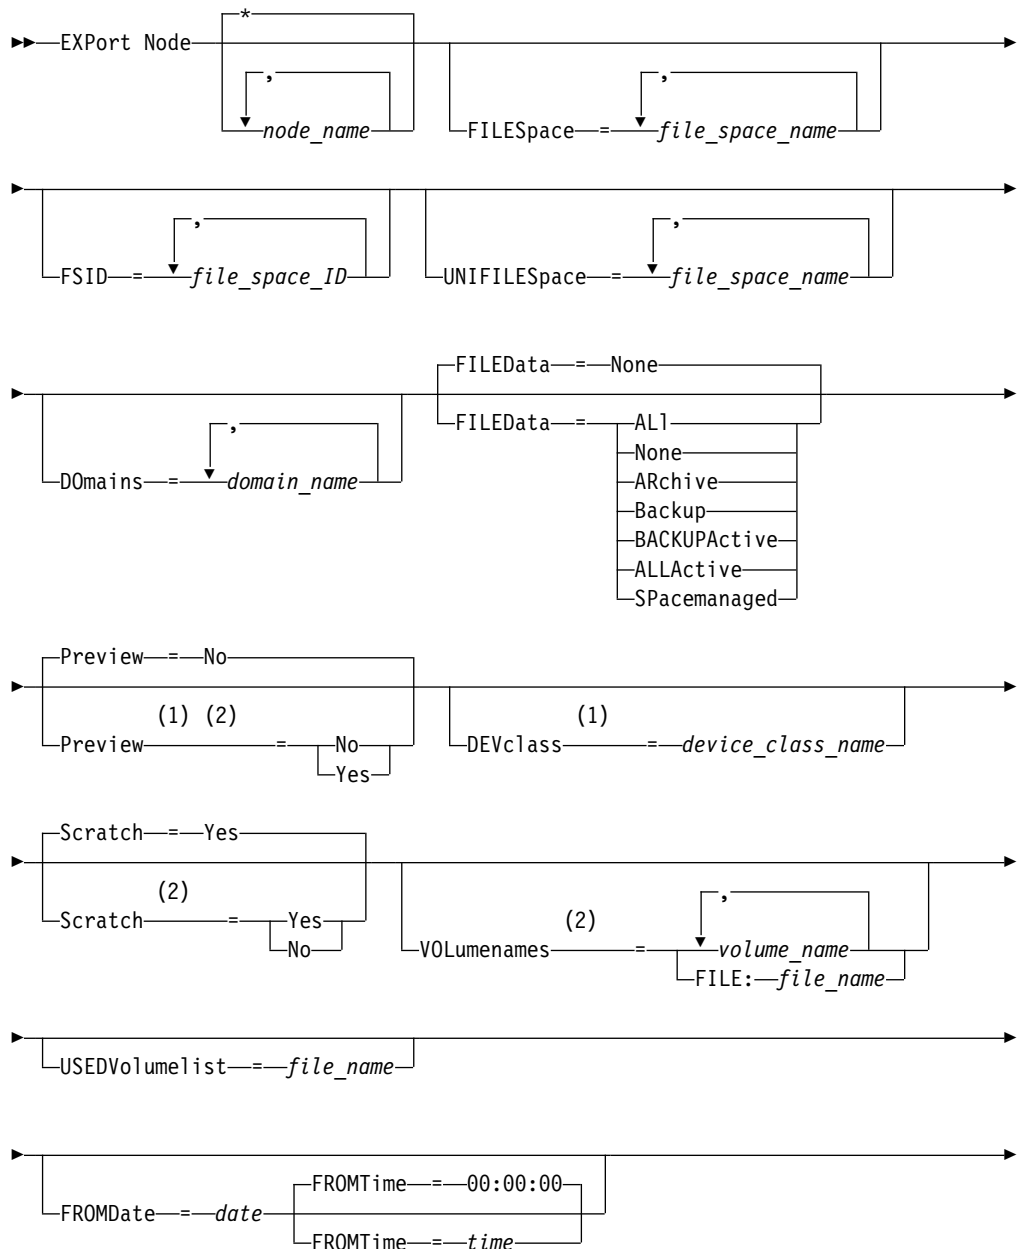 *
EXPort Node
, ,
node_name FILESpace = file_space_name
, ,
FSID = file_space_ID UNIFILESpace = file_space_name
FILEData = None
, FILEData = ALl
None
DOmains = domain_name ARchive
Backup
BACKUPActive
ALLActive
SPacemanaged
Preview = No
(1) (2) (1)
Preview = No DEVclass = device_class_name
Yes
Scratch = Yes
(2) ,
Scratch = Yes (2)
No VOLumenames = volume_name
FILE: file_name
USEDVolumelist = file_name
FROMTime = 00:00:00
FROMDate = date
FROMTime = time